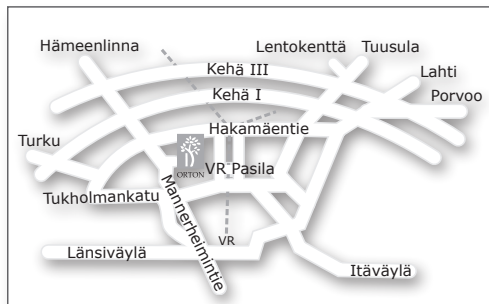 Hämeenlinna
Lentokenttä
Tuusula
Kehä III
Lahti
Kehä I
Porvoo
Hakamäentie
Turku
ORTON
VR Pasila
Tukholmankatu
Mannerheimintie
VR
Länsiväylä
Itäväylä